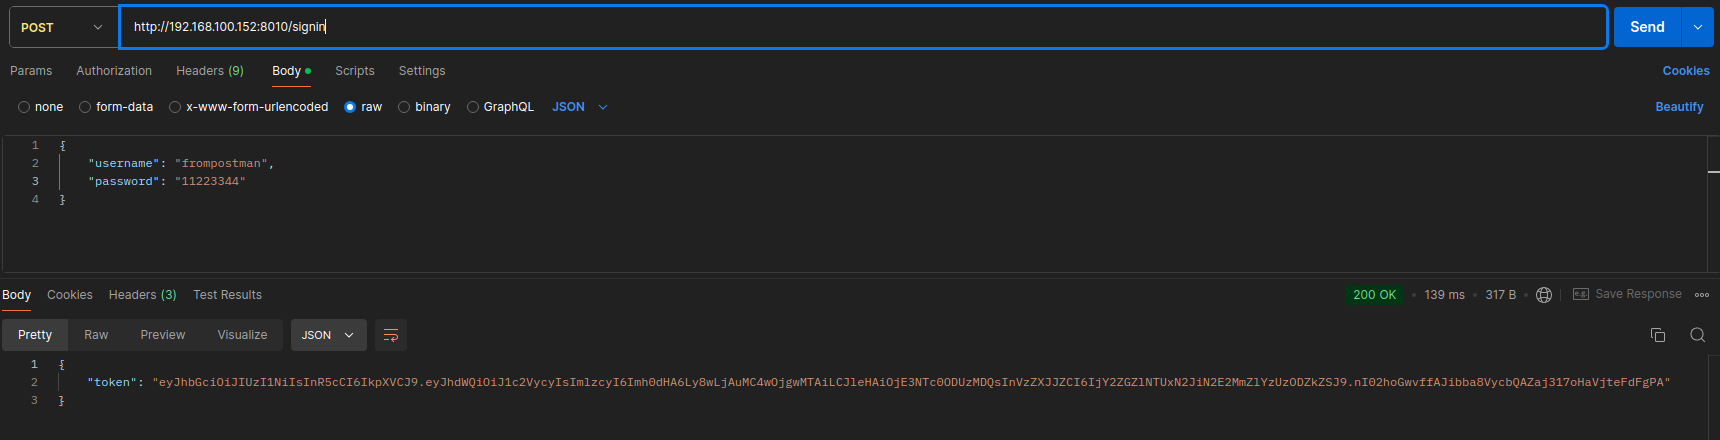 POST http://192.168.100.152:8010/signin Send
Params Authorization Headers (9) Body Scripts Settings Cookies
none form-data x-www-form-urlencoded raw binary GraphQL JSON Beautify
1 {
2 "username": "frompostman",
3 "password": "11223344"
4 }
Body Cookies Headers (3) Test Results 200 OK 139 ms 317 B e.g. Save Response
Pretty Raw Preview Visualize JSON
1 {
2 "token": "eyJhbGciOiJIUzI1NiIsInR5cCI6IkpXVCJ9.eyJhdWQiOiJ1c2VycyIsImlzcyI6Imh0dHA6Ly8wLjAuMC4wOjgwMTAiLCJleHAiOjE3NTc0ODUzMDQsInVzZXJJZCI6IjY2ZGZlNTUxN2JiN2E2MmZlYzUzODZkZSJ9.nI02hoGwvffAJibba8VycbQAZaj317oHaVjteFdFgPA"
3 }